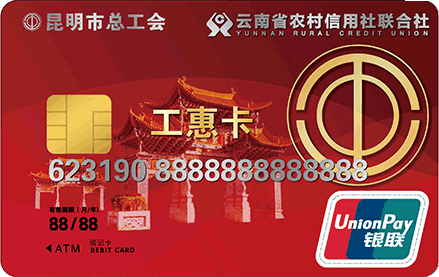 昆明市总工会
云南省农村信用社联合社
YUNNAN RURAL CREDIT UNION
工惠卡
623190 8888888888888
有效期限（月/年）
88/88
ATM 借记卡
BEBIT CARD
UnionPay
银联